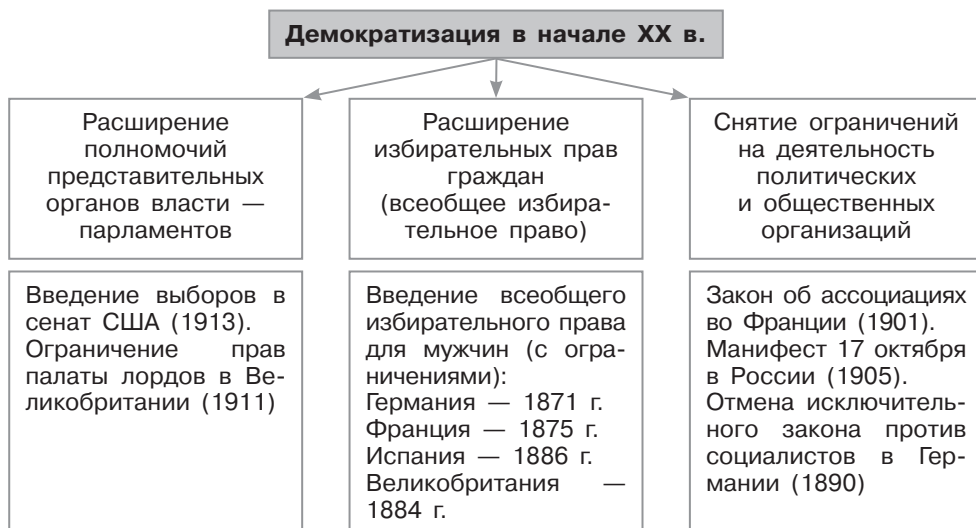 Демократизация в начале XX в.
Расширение
полномочий
представительных
органов власти —
парламентов
Расширение
избирательных прав
граждан
(всеобщее избира-
тельное право)
Снятие ограничений
на деятельность
политических
и общественных
организаций
Введение выборов в
сенат США (1913).
Ограничение прав
палаты лордов в Ве-
ликобритании (1911)
Введение всеобщего
избирательного права
для мужчин (с огра-
ничениями):
Германия — 1871 г.
Франция — 1875 г.
Испания — 1886 г.
Великобритания —
1884 г.
Закон об ассоциациях
во Франции (1901).
Манифест 17 октября
в России (1905).
Отмена исключитель-
ного закона против
социалистов в Гер-
мании (1890)